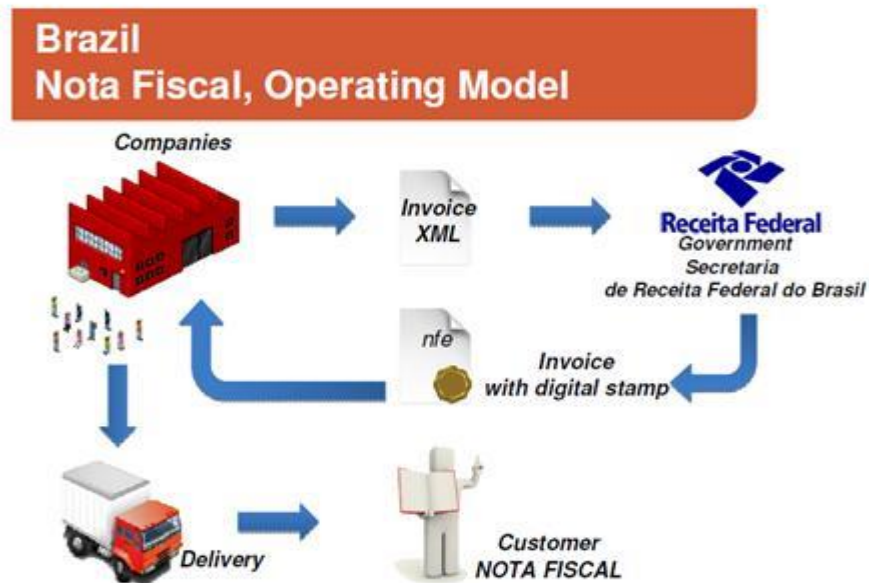 Brazil
Nota Fiscal, Operating Model
Companies
Invoice
XML
Receita Federal
Government
Secretaria
de Receita Federal do Brasil
nfe
Invoice
with digital stamp
Delivery
Customer
NOTA FISCAL